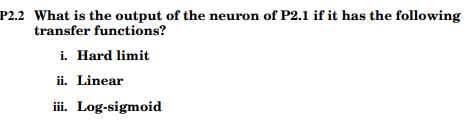 P2.2 What is the output of the neuron of P2.1 if it has the following
transfer functions?
i. Hard limit
ii. Linear
iii. Log-sigmoid